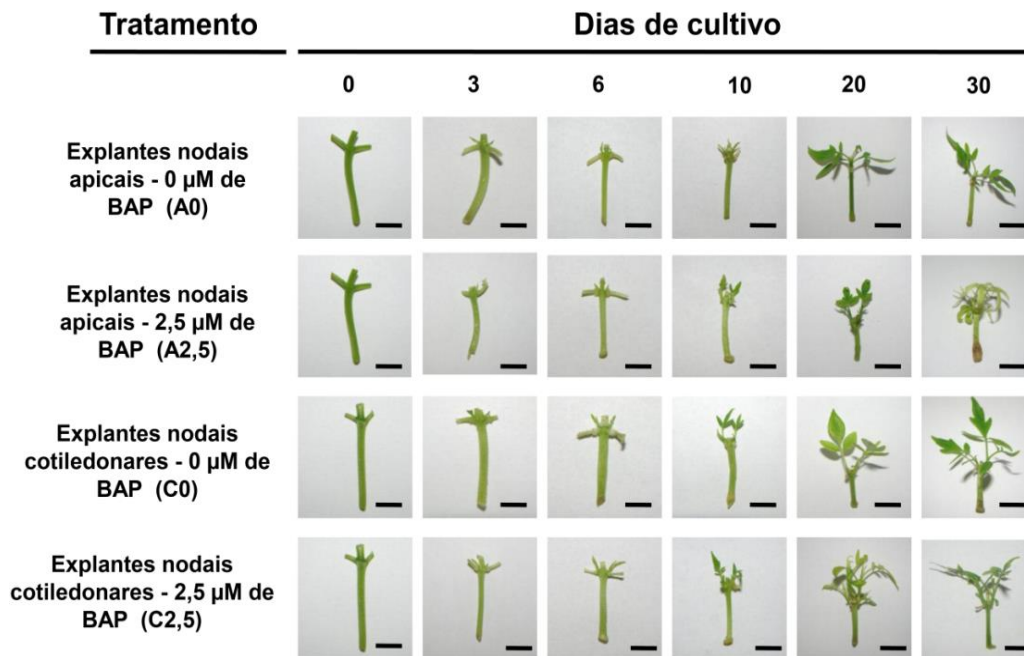 Tratamento
Dias de cultivo
0 3 6 10 20 30
Explantes nodais
apicais - 0 µM de
BAP (A0)
Explantes nodais
apicais - 2,5 µM de
BAP (A2,5)
Explantes nodais
cotiledonares - 0 µM de
BAP (C0)
Explantes nodais
cotiledonares - 2,5 µM de
BAP (C2,5)